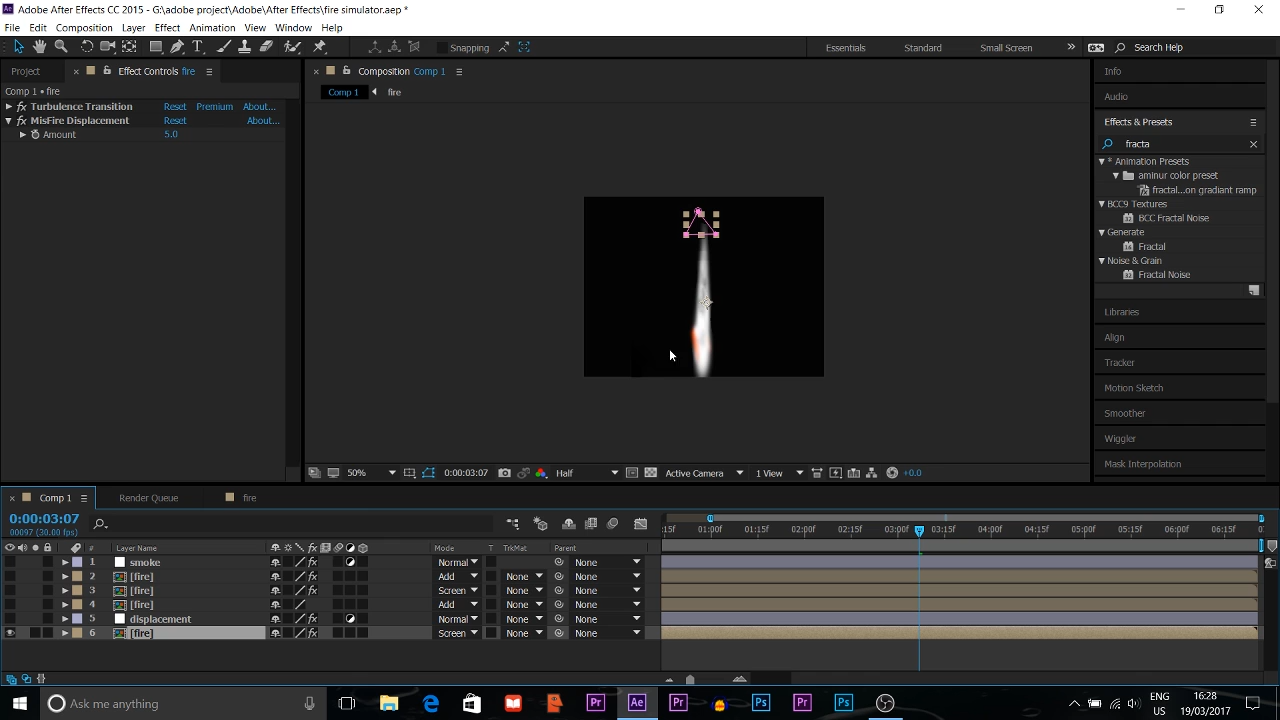 Adobe After Effects CC 2015 - G:\adobe project\Adobe\After Effects\fire simulator.aep *
File Edit Composition Layer Effect Animation View Window Help
Snapping Essentials Standard Small Screen Search Help
Project Effect Controls fire
Comp 1 • fire
Turbulence Transition Reset Premium About...
MisFire Displacement Reset About...
Amount 5.0
Composition Comp 1
Comp 1 fire
50% 0:00:03:07 Half Active Camera 1 View +0.0
Info
Audio
Effects & Presets
fracta
* Animation Presets
aminur color preset
fractal...on gradiant ramp
BCC9 Textures
BCC Fractal Noise
Generate
Fractal
Noise & Grain
Fractal Noise
Libraries
Align
Tracker
Motion Sketch
Smoother
Wiggler
Mask Interpolation
Comp 1 Render Queue fire
0:00:03:07
00097 (30.00 fps)
:15f 01:00f 01:15f 02:00f 02:15f 03:00f 03:15f 04:00f 04:15f 05:00f 05:15f 06:00f 06:15f
# Layer Name Mode T TrkMat Parent
1 smoke Normal None
2 [fire] Add None None
3 [fire] Screen None None
4 [fire] Add None None
5 displacement Normal None None
6 [fire] Screen None None
Ask me anything
ENG 16:28
US 19/03/2017